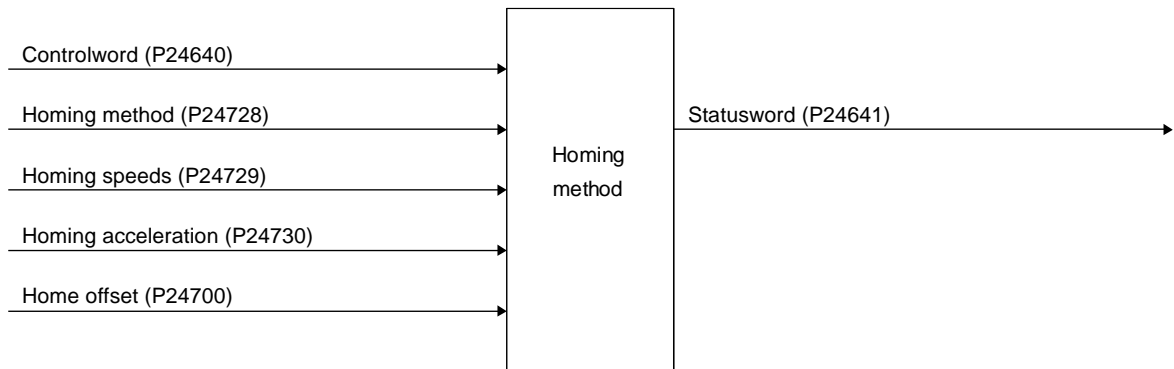 Controlword (P24640)
Homing method (P24728)
Statusword (P24641)
Homing
method
Homing speeds (P24729)
Homing acceleration (P24730)
Home offset (P24700)